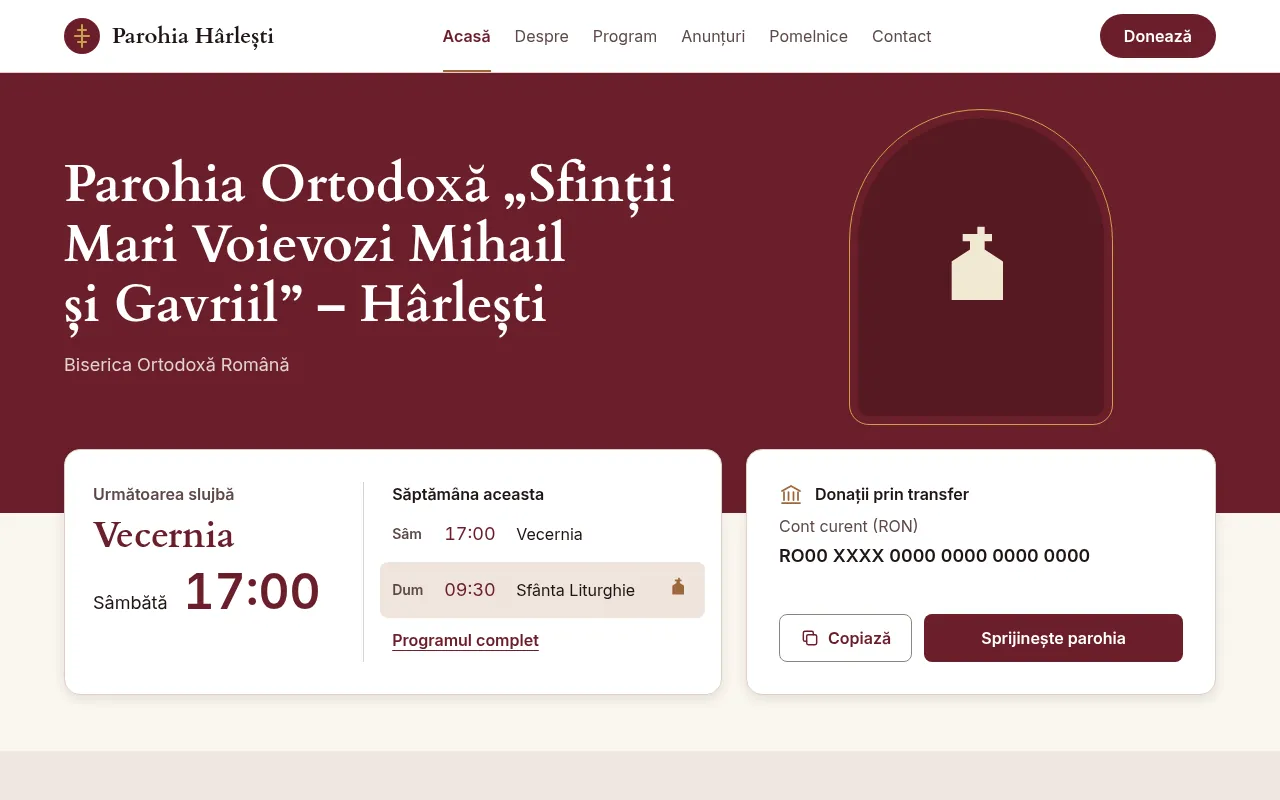 Parohia Hârlești
Acasă
Despre
Program
Anunțuri
Pomelnice
Contact
Donează
Parohia Ortodoxă „Sfinții
Mari Voievozi Mihail
și Gavriil” – Hârlești
Biserica Ortodoxă Română
Următoarea slujbă
Vecernia
Sâmbătă 17:00
Săptămâna aceasta
Sâm 17:00 Vecernia
Dum 09:30 Sfânta Liturghie
Programul complet
Donații prin transfer
Cont curent (RON)
RO00 XXXX 0000 0000 0000 0000
Copiază
Sprijinește parohia